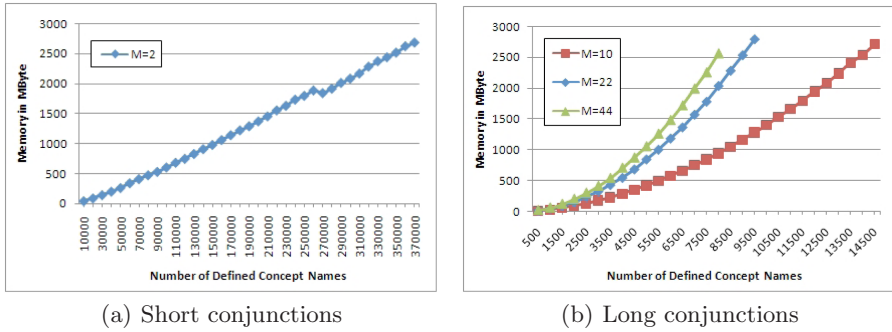 3000
2500
2000
1500
1000
500
0
Memory in MByte
M=2
10000 30000 50000 70000 90000 110000 130000 150000 170000 190000 210000 230000 250000 270000 290000 310000 330000 350000 370000
Number of Defined Concept Names
(a) Short conjunctions
3000
2500
2000
1500
1000
500
0
Memory in MByte
M=10
M=22
M=44
500 1500 2500 3500 4500 5500 6500 7500 8500 9500 10500 11500 12500 13500 14500
Number of Defined Concept Names
(b) Long conjunctions